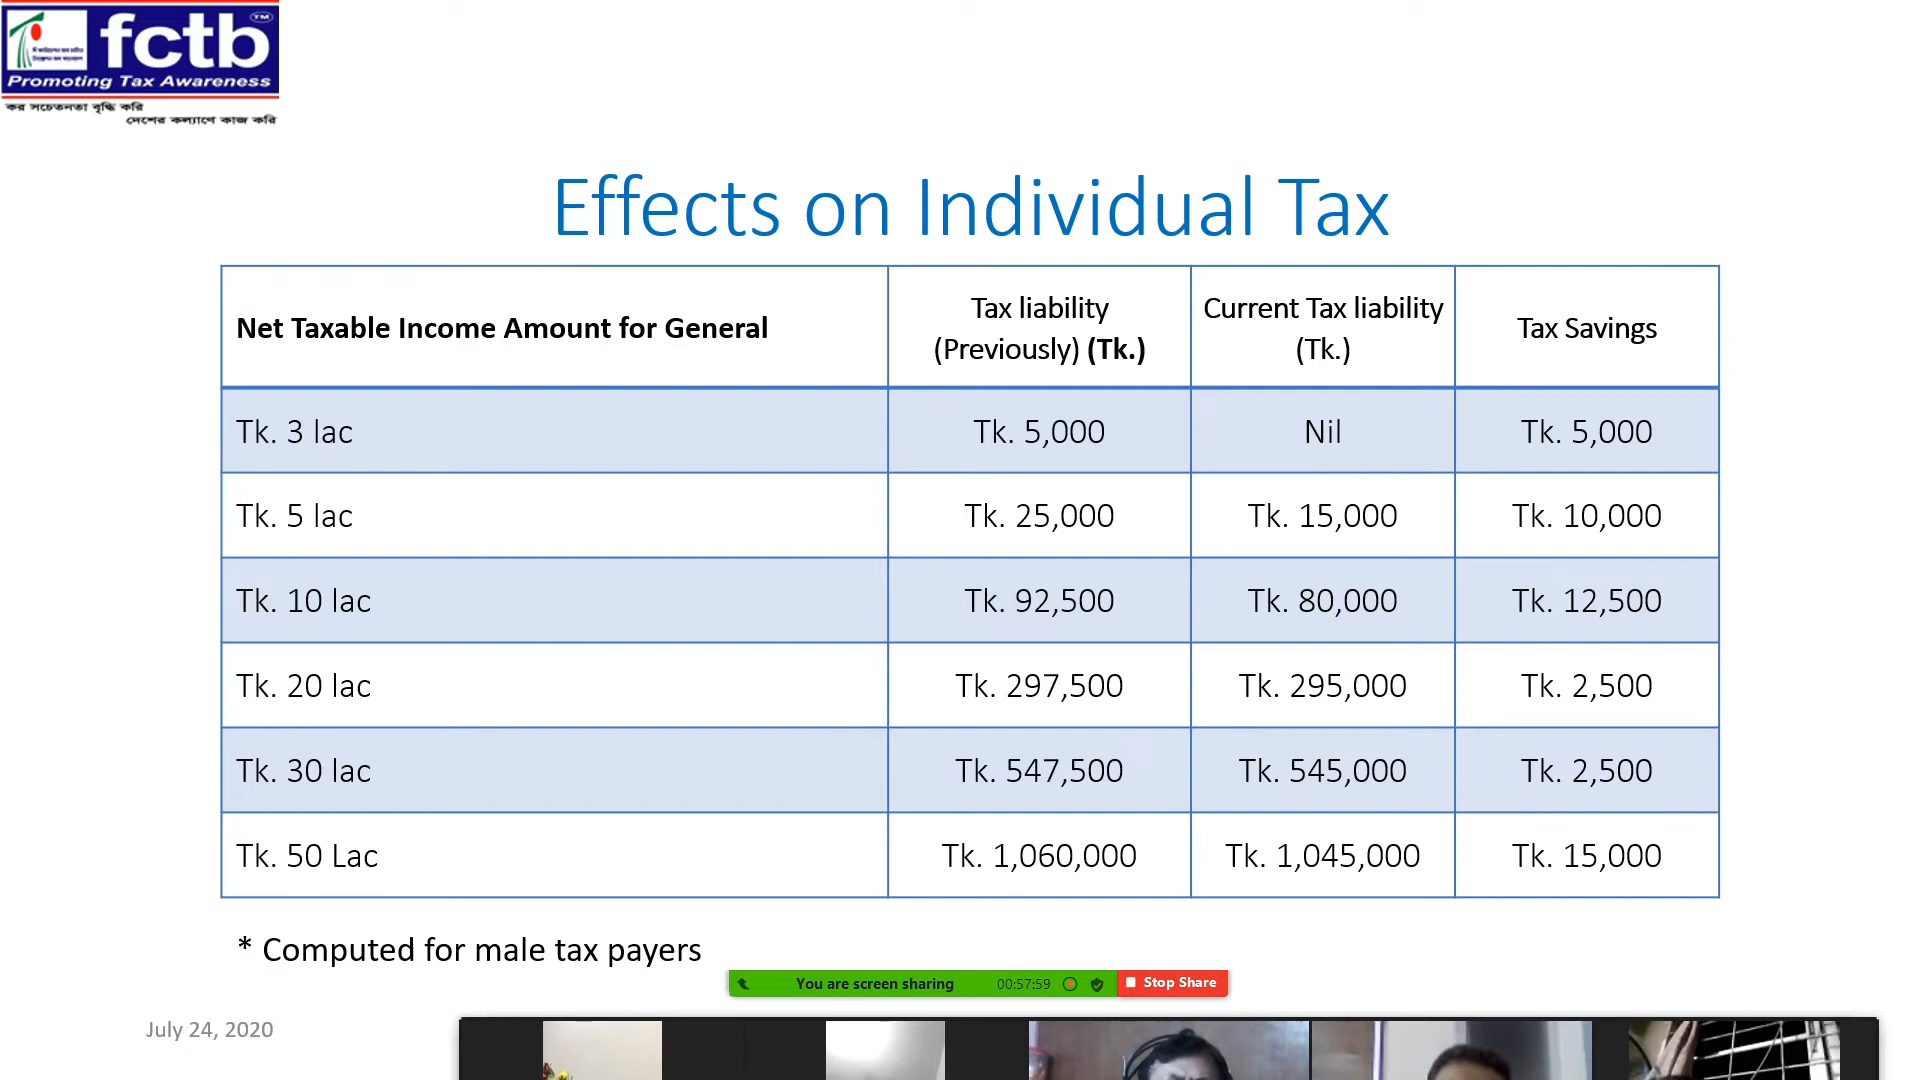 fctb TM
Promoting Tax Awareness
কর সচেতনতা বৃদ্ধি করি
দেশের কল্যাণে কাজ করি
Effects on Individual Tax
Net Taxable Income Amount for General Tax liability (Previously) (Tk.) Current Tax liability (Tk.) Tax Savings
Tk. 3 lac Tk. 5,000 Nil Tk. 5,000
Tk. 5 lac Tk. 25,000 Tk. 15,000 Tk. 10,000
Tk. 10 lac Tk. 92,500 Tk. 80,000 Tk. 12,500
Tk. 20 lac Tk. 297,500 Tk. 295,000 Tk. 2,500
Tk. 30 lac Tk. 547,500 Tk. 545,000 Tk. 2,500
Tk. 50 Lac Tk. 1,060,000 Tk. 1,045,000 Tk. 15,000
* Computed for male tax payers
You are screen sharing 00:57:59 Stop Share
July 24, 2020